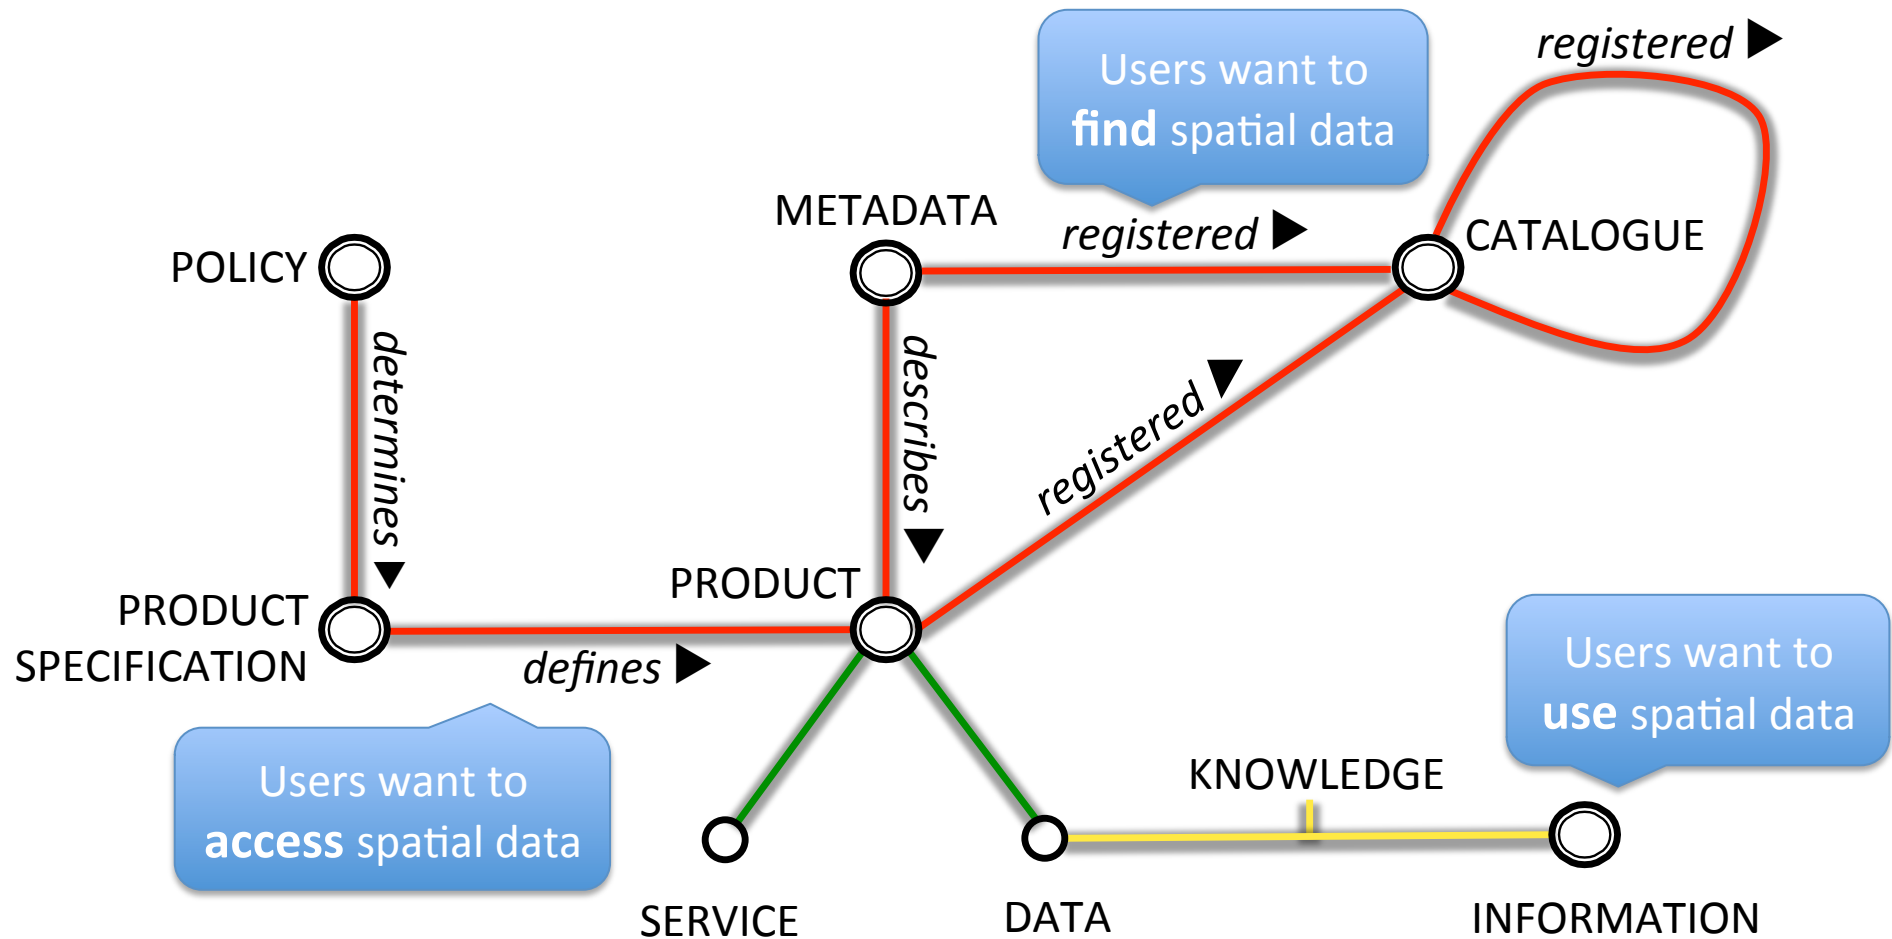 registered ▶
Users want to
find spatial data
METADATA
registered ▶
CATALOGUE
POLICY
determines ▼
describes ▼
registered ▼
PRODUCT
PRODUCT
SPECIFICATION
defines ▶
Users want to
use spatial data
Users want to
access spatial data
KNOWLEDGE
SERVICE
DATA
INFORMATION